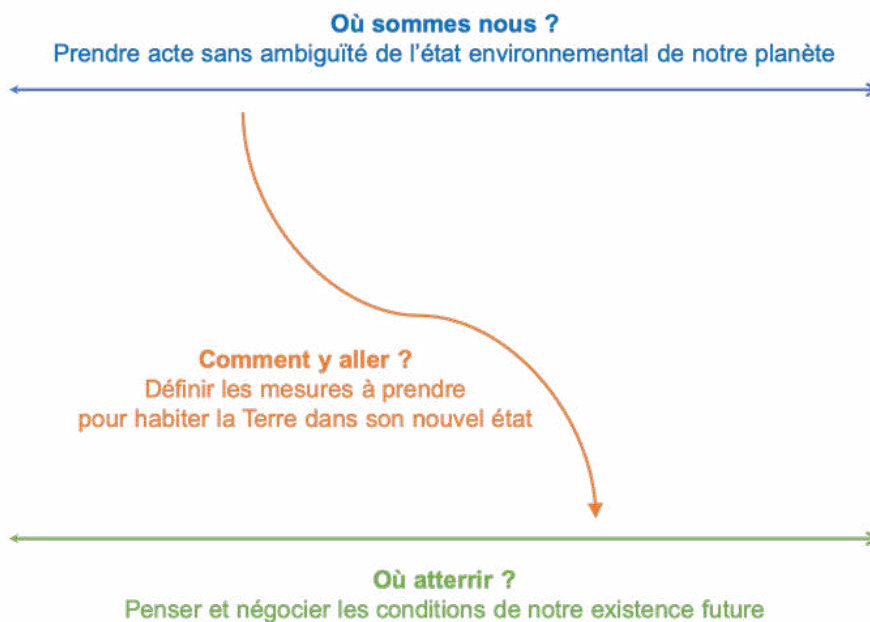 Où sommes nous ?
Prendre acte sans ambiguïté de l'état environnemental de notre planète
Comment y aller ?
Définir les mesures à prendre
pour habiter la Terre dans son nouvel état
Où atterrir ?
Penser et négocier les conditions de notre existence future